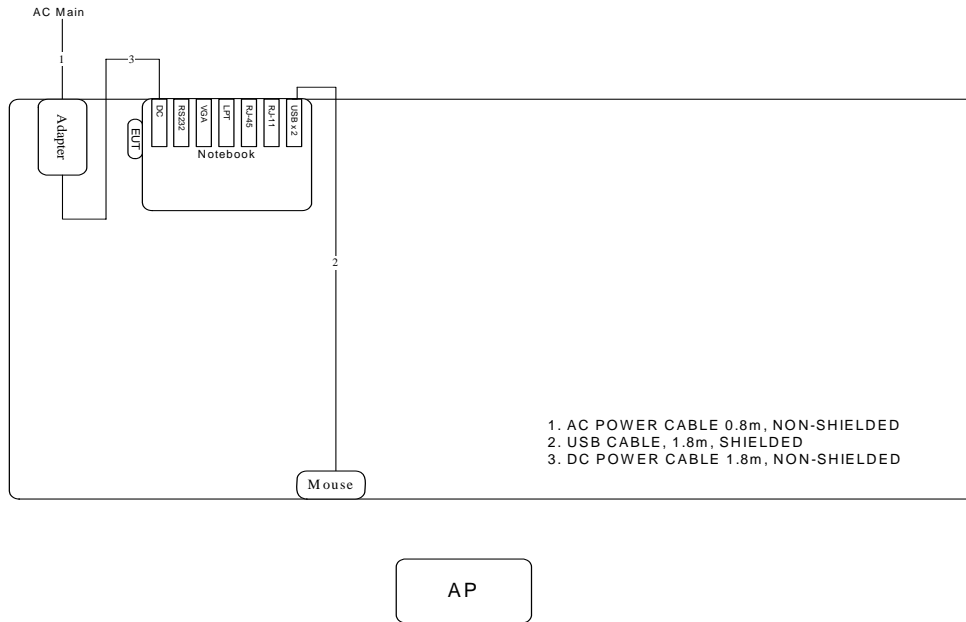 AC Main
1
3
Adapter
EUT
DC
RS232
VGA
LPT
RJ-45
RJ-11
USB x 2
Notebook
2
1. AC POWER CABLE 0.8m, NON-SHIELDED
2. USB CABLE, 1.8m, SHIELDED
3. DC POWER CABLE 1.8m, NON-SHIELDED
Mouse
AP